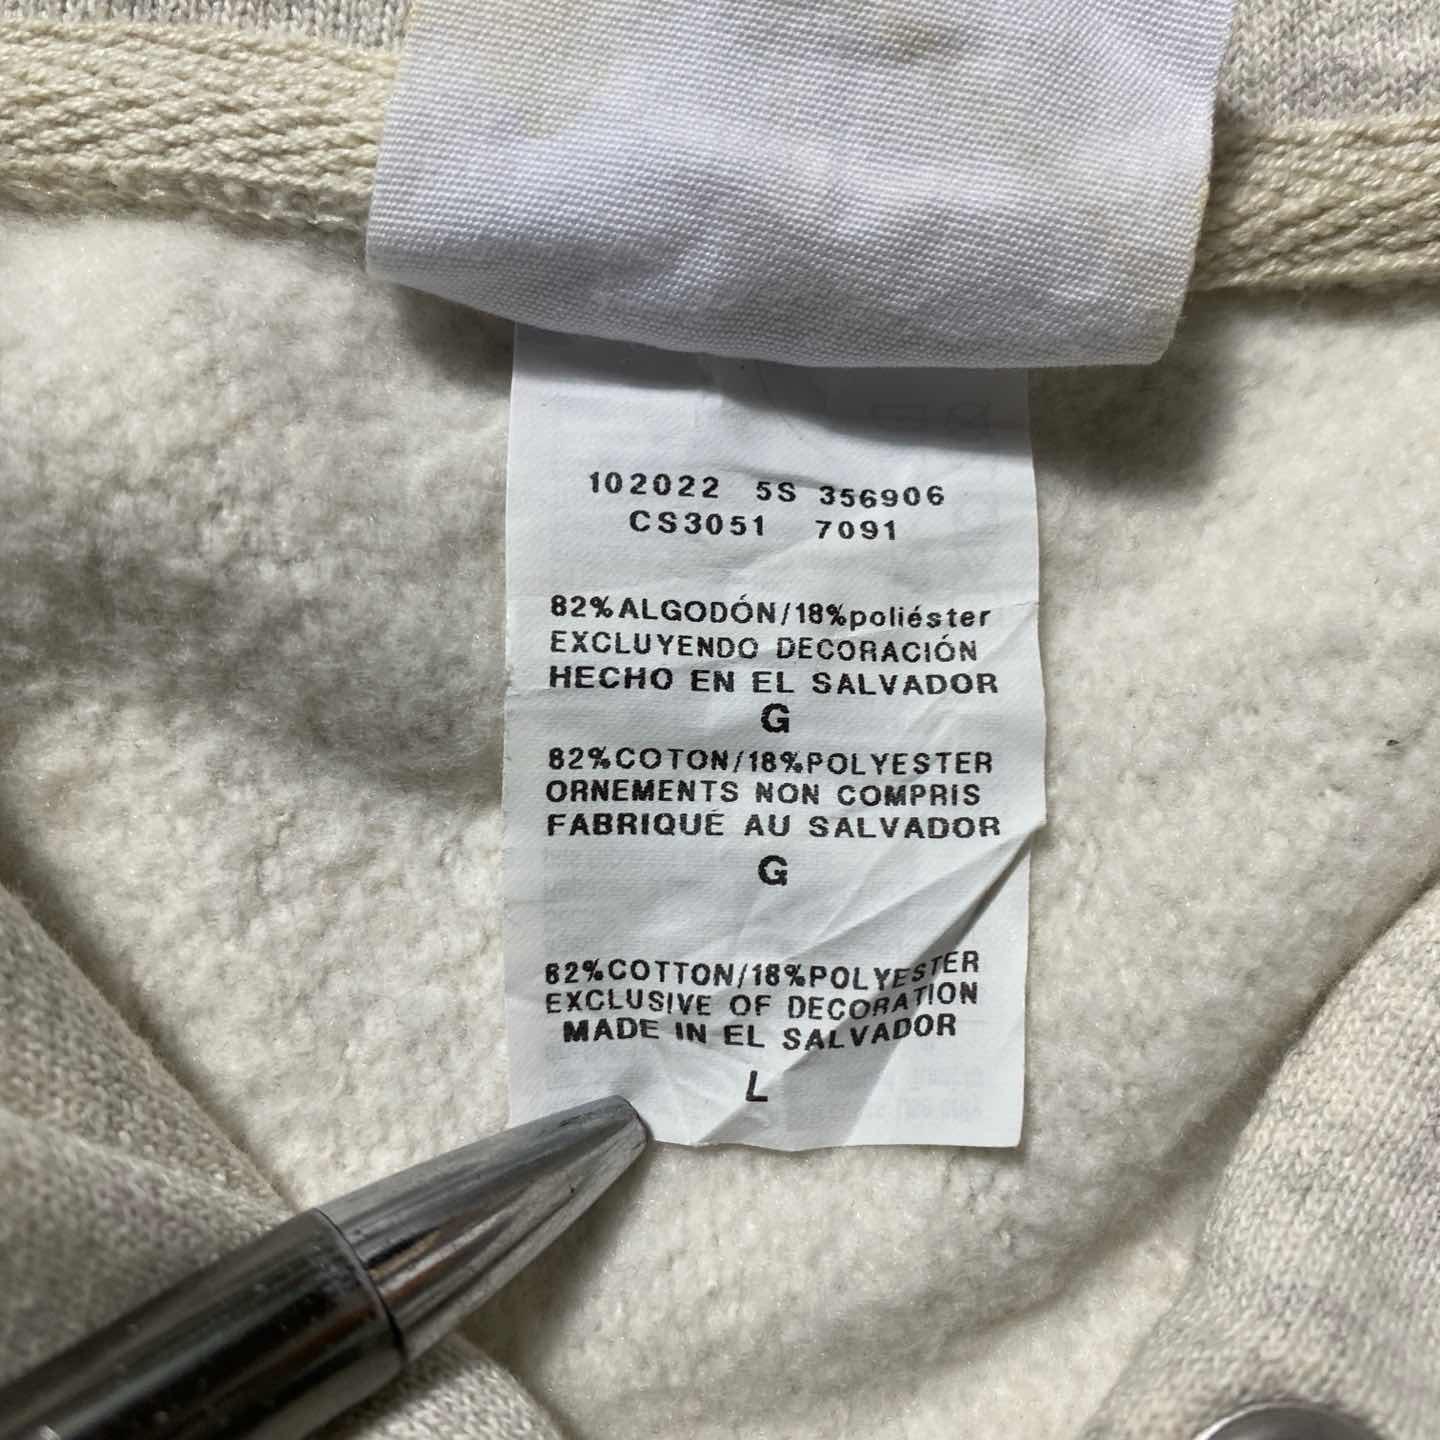 102022 5S 356906
CS3051 7091
82%ALGODÓN/18%poliéster
EXCLUYENDO DECORACIÓN
HECHO EN EL SALVADOR
G
82%COTON/18%POLYESTER
ORNEMENTS NON COMPRIS
FABRIQUÉ AU SALVADOR
G
82%COTTON/18%POLYESTER
EXCLUSIVE OF DECORATION
MADE IN EL SALVADOR
L